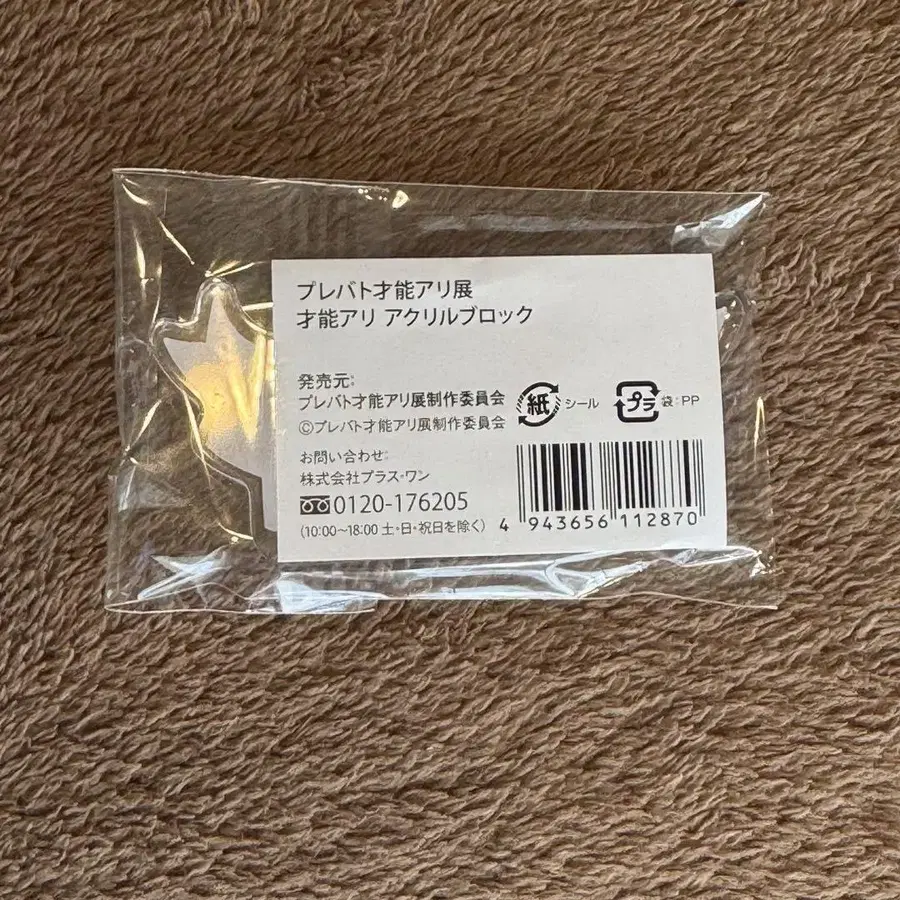 プレバト才能アリ展
才能アリ アクリルブロック
発売元:
プレバト才能アリ展制作委員会
©プレバト才能アリ展制作委員会
紙 シール
プラ 袋:PP
お問い合わせ:
株式会社プラス・ワン
0120-176205
(10:00〜18:00 土・日・祝日を除く)
4 943656 112870